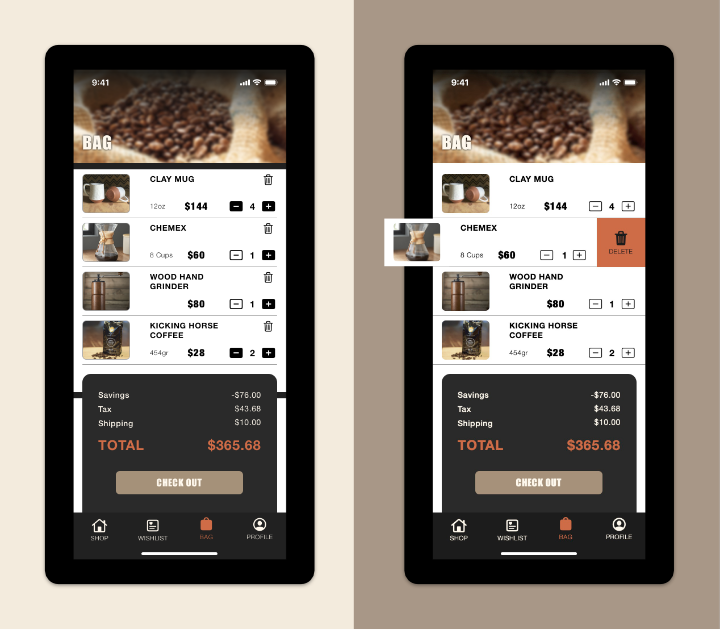 9:41
BAG
CLAY MUG
12oz $144 4
CHEMEX
8 Cups $60 1
WOOD HAND
GRINDER
$80 1
KICKING HORSE
COFFEE
454gr $28 2
Savings -$76.00
Tax $43.68
Shipping $10.00
TOTAL $365.68
CHECK OUT
SHOP WISHLIST BAG PROFILE
9:41
BAG
CLAY MUG
12oz $144 4
CHEMEX
8 Cups $60 1
DELETE
WOOD HAND
GRINDER
$80 1
KICKING HORSE
COFFEE
454gr $28 2
Savings -$76.00
Tax $43.68
Shipping $10.00
TOTAL $365.68
CHECK OUT
SHOP WISHLIST BAG PROFILE